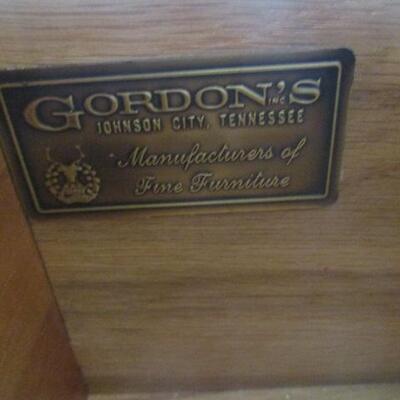 GORDON'S INC
JOHNSON CITY, TENNESSEE
Manufacturers of
Fine Furniture